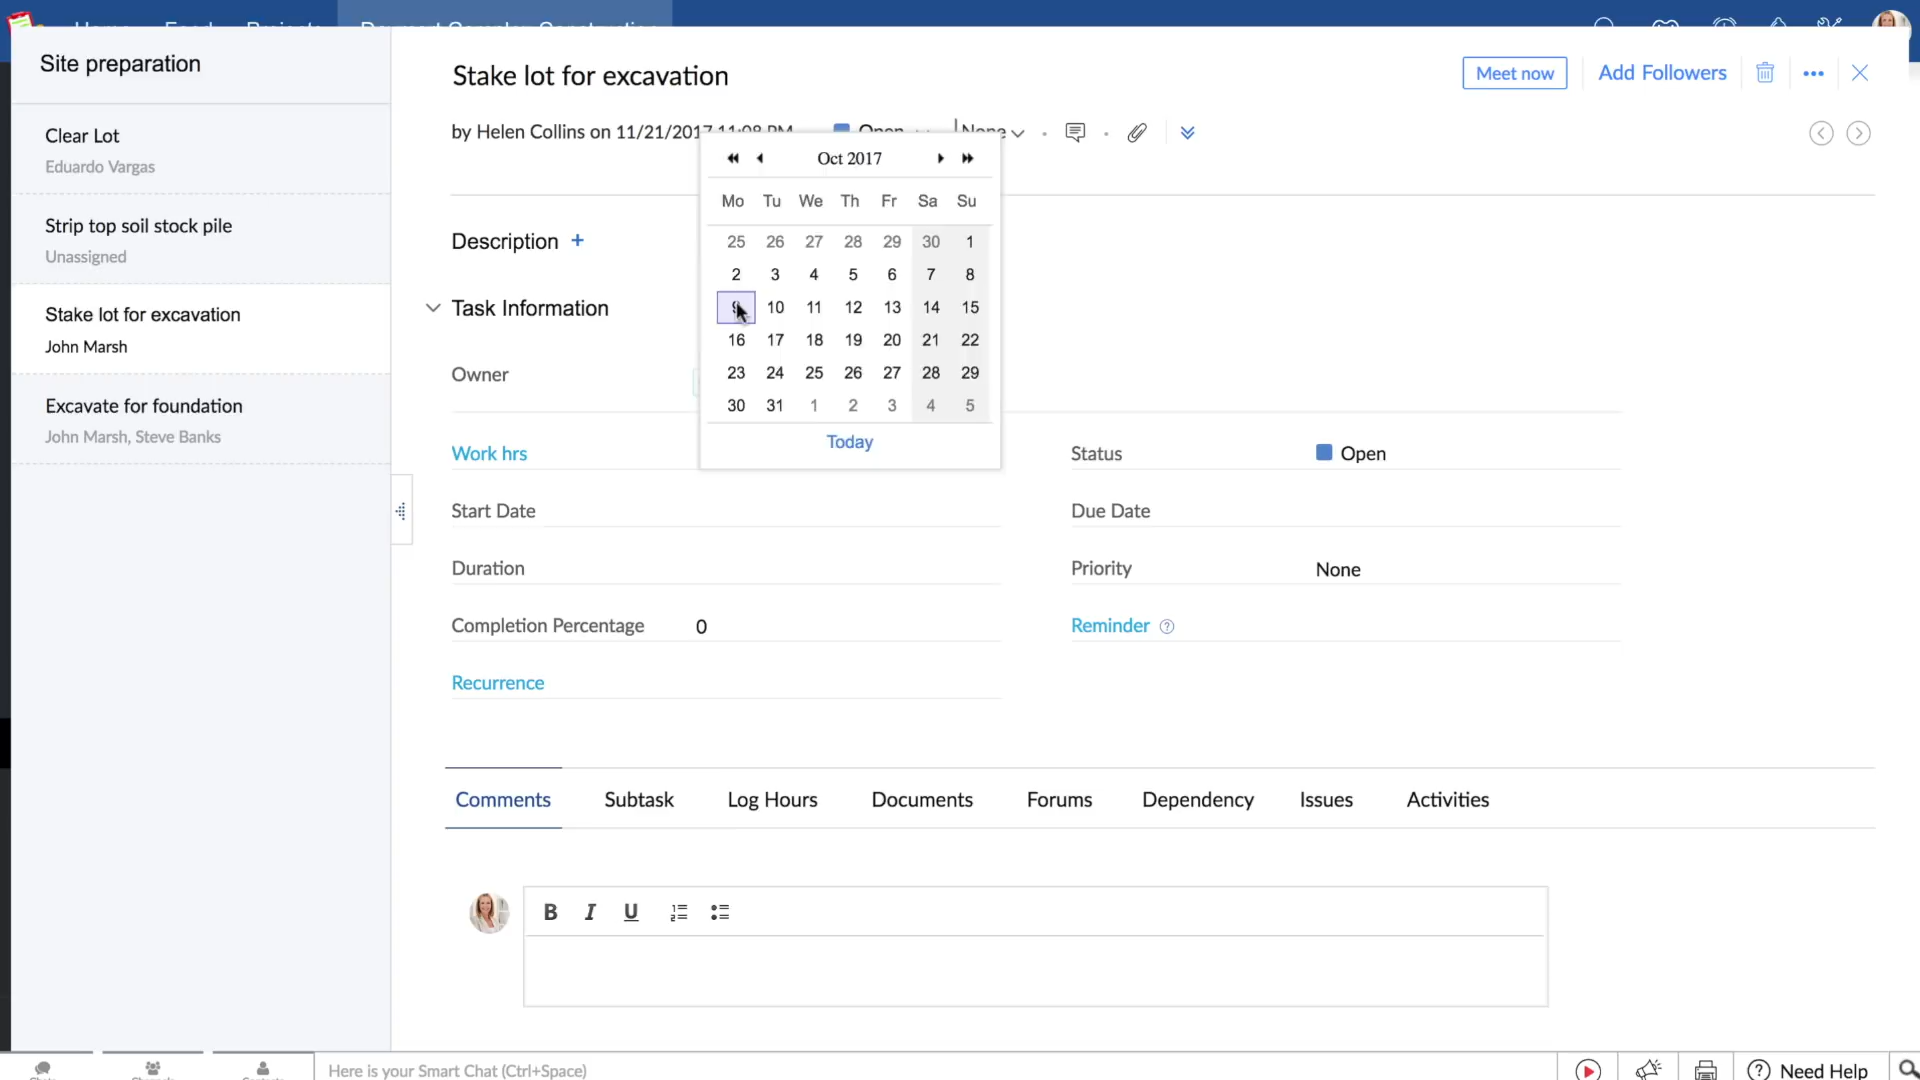 Site preparation
Stake lot for excavation
Meet now
Add Followers
by Helen Collins on 11/21/2017 11:08 PM
Open
None
Clear Lot
Eduardo Vargas
Strip top soil stock pile
Unassigned
Stake lot for excavation
John Marsh
Excavate for foundation
John Marsh, Steve Banks
Oct 2017
Mo Tu We Th Fr Sa Su
25 26 27 28 29 30 1
2 3 4 5 6 7 8
9 10 11 12 13 14 15
16 17 18 19 20 21 22
23 24 25 26 27 28 29
30 31 1 2 3 4 5
Today
Description +
Task Information
Owner
Work hrs
Status Open
Start Date
Due Date
Duration
Priority None
Completion Percentage 0
Reminder ?
Recurrence
Comments Subtask Log Hours Documents Forums Dependency Issues Activities
B I U
Here is your Smart Chat (Ctrl+Space)
? Need Help